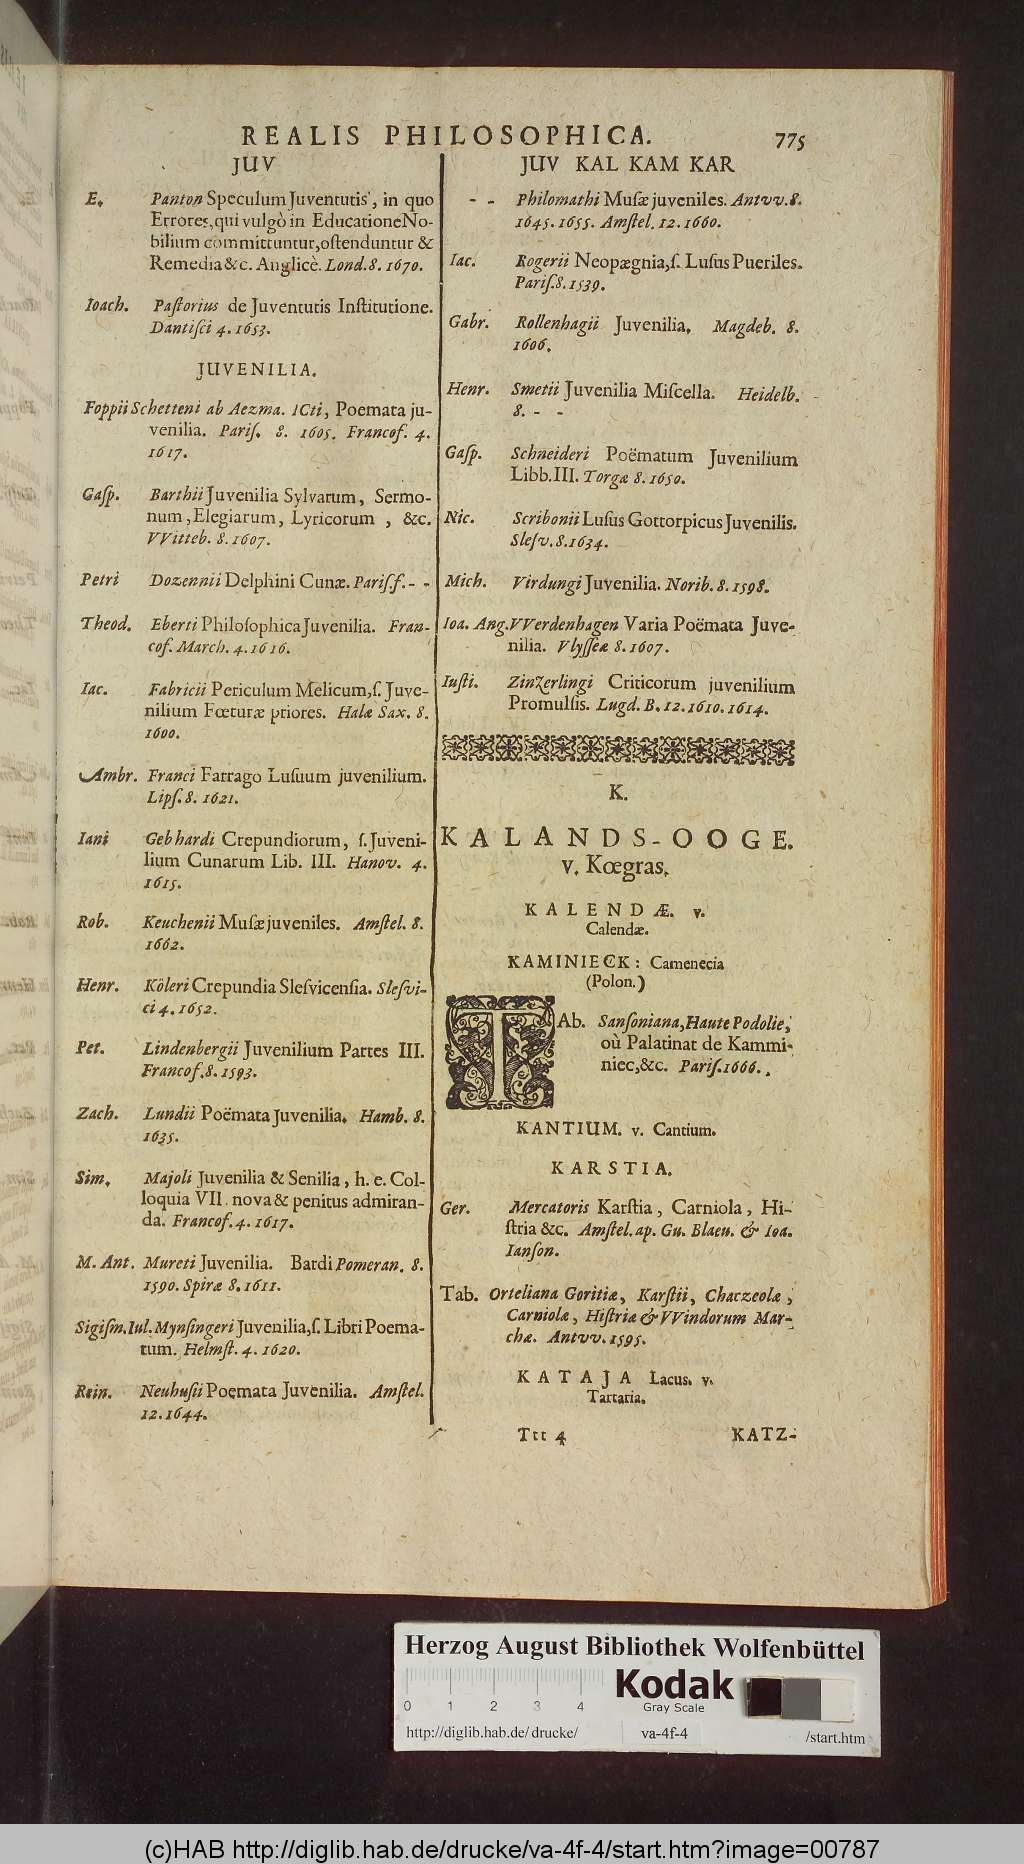 REALIS PHILOSOPHICA. 775
JUV
E. Panton Speculum Juventutis, in quo
Errores, qui vulgò in Educatione No-
bilium committuntur, ostenduntur &
Remedia &c. Anglicè. Lond. 8. 1670.
Ioach. Pastorius de Juventutis Institutione.
Dantisci 4. 1653.
JUVENILIA.
Foppii Schetteni ab Aezma. ICti, Poemata ju-
venilia. Paris. 8. 1605. Francof. 4.
1617.
Gasp. Barthii Juvenilia Sylvarum, Sermo-
num, Elegiarum, Lyricorum, &c.
VVitteb. 8. 1607.
Petri Dozennii Delphini Cunæ. Paris f. - -
Theod. Eberti Philosophica Juvenilia. Fran-
cof. March. 4. 1616.
Iac. Fabricii Periculum Melicum, s. Juve-
nilium Fœturæ priores. Halæ Sax. 8.
1600.
Ambr. Franci Farrago Lusuum juvenilium.
Lips. 8. 1621.
Iani Gebhardi Crepundiorum, s. Juveni-
lium Cunarum Lib. III. Hanov. 4.
1615.
Rob. Keuchenii Musæ juveniles. Amstel. 8.
1662.
Henr. Köleri Crepundia Slesvicensia. Slesvi-
ci 4. 1652.
Pet. Lindenbergii Juvenilium Partes III.
Francof. 8. 1593.
Zach. Lundii Poëmata Juvenilia. Hamb. 8.
1635.
Sim. Majoli Juvenilia & Senilia, h. e. Col-
loquia VII. nova & penitus admiran-
da. Francof. 4. 1617.
M. Ant. Mureti Juvenilia. Bardi Pomeran. 8.
1590. Spiræ 8. 1611.
Sigism. Iul. Mynsingeri Juvenilia, s. Libri Poema-
tum. Helmst. 4. 1620.
Rein. Neuhusii Poemata Juvenilia. Amstel.
12. 1644.
JUV KAL KAM KAR
- - Philomathi Musæ juveniles. Antvv. 8.
1645. 1655. Amstel. 12. 1660.
Iac. Rogerii Neopægnia, s. Lusus Pueriles.
Paris. 8. 1539.
Gabr. Rollenhagii Juvenilia. Magdeb. 8.
1606.
Henr. Smetii Juvenilia Miscella. Heidelb.
8. - -
Gasp. Schneideri Poëmatum Juvenilium
Libb. III. Torgæ 8. 1650.
Nic. Scribonii Lusus Gottorpicus Juvenilis.
Slesv. 8. 1634.
Mich. Virdungi Juvenilia. Norib. 8. 1598.
Ioa. Ang. VVerdenhagen Varia Poëmata Juve-
nilia. Vlysseæ 8. 1607.
Iusti. Zinzerlingi Criticorum juvenilium
Promulsis. Lugd. B. 12. 1610. 1614.
K.
KALANDS-OOGE.
v. Kœgras.
KALENDÆ. v.
Calendæ.
KAMINIECK: Camenecia
(Polon.)
TAb. Sansoniana, Haute Podolie,
où Palatinat de Kammi-
niec, &c. Paris. 1666.
KANTIUM. v. Cantium.
KARSTIA.
Ger. Mercatoris Karstia, Carniola, Hi-
stria &c. Amstel. ap. Gu. Blaeu. & Ioa.
Ianson.
Tab. Orteliana Goritiæ, Karstii, Chaczeolæ,
Carniolæ, Histriæ & VVindorum Mar-
chæ. Antvv. 1595.
KATAJA Lacus. v.
Tartaria.
Ttt 4 KATZ-
Herzog August Bibliothek Wolfenbüttel
Kodak
Gray Scale
0 1 2 3 4
http://diglib.hab.de/drucke/ va-4f-4 /start.htm
(c)HAB http://diglib.hab.de/drucke/va-4f-4/start.htm?image=00787